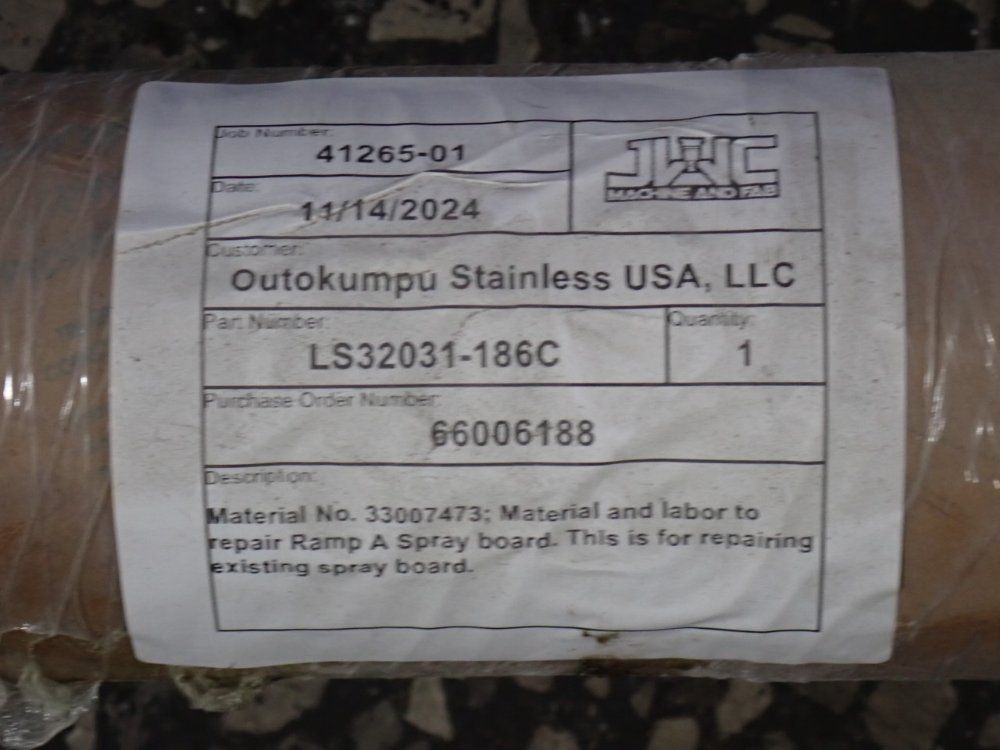 Job Number:
41265-01
JWC
MACHINE AND FAB
Date:
11/14/2024
Customer:
Outokumpu Stainless USA, LLC
Part Number:
LS32031-186C
Quantity:
1
Purchase Order Number:
66006188
Description:
Material No. 33007473; Material and labor to
repair Ramp A Spray board. This is for repairing
existing spray board.